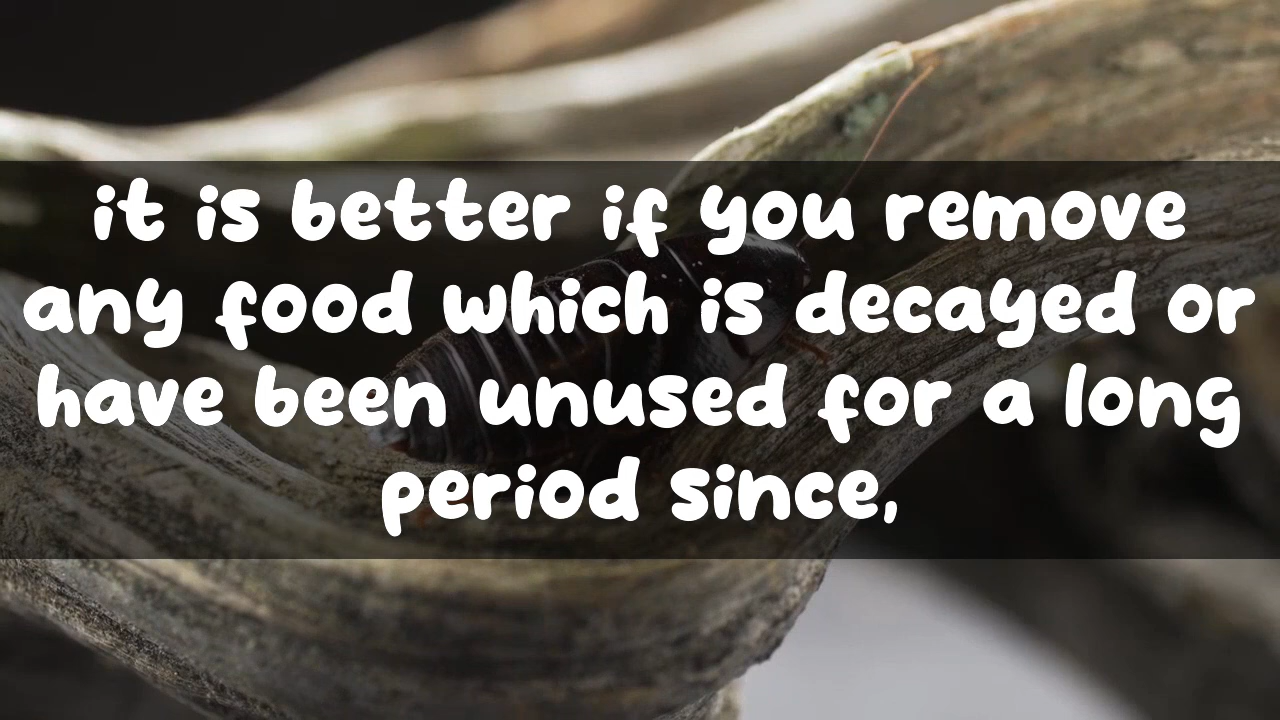 it is better if you remove
any food which is decayed or
have been unused for a long
period since,